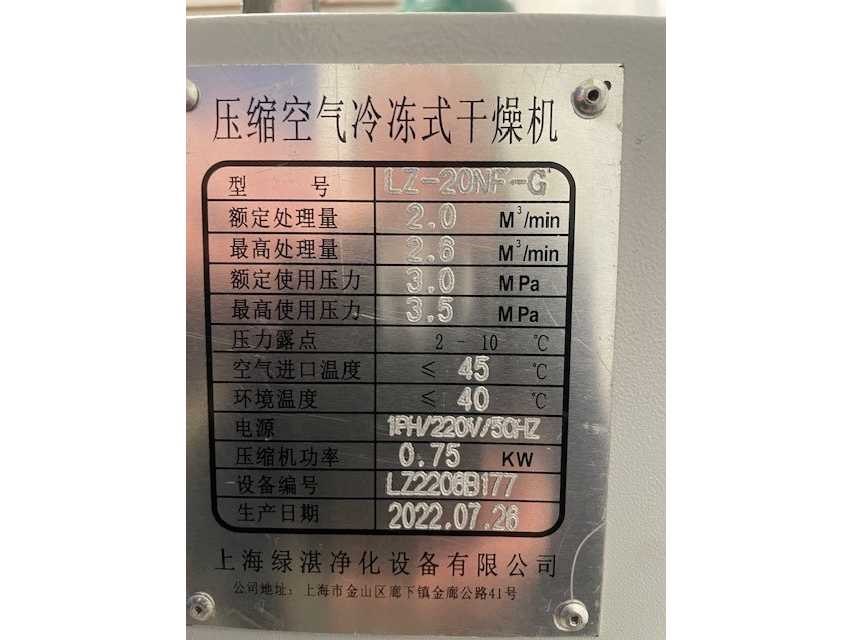 压缩空气冷冻式干燥机
型 号 LZ-20NF-G
额定处理量 2.0 M³/min
最高处理量 2.6 M³/min
额定使用压力 3.0 MPa
最高使用压力 3.5 MPa
压力露点 2 - 10 ℃
空气进口温度 ≤ 45 ℃
环境温度 ≤ 40 ℃
电源 1PH/220V/50HZ
压缩机功率 0.75 KW
设备编号 LZ2206B177
生产日期 2022.07.26
上海绿湛净化设备有限公司
公司地址：上海市金山区廊下镇金廊公路41号